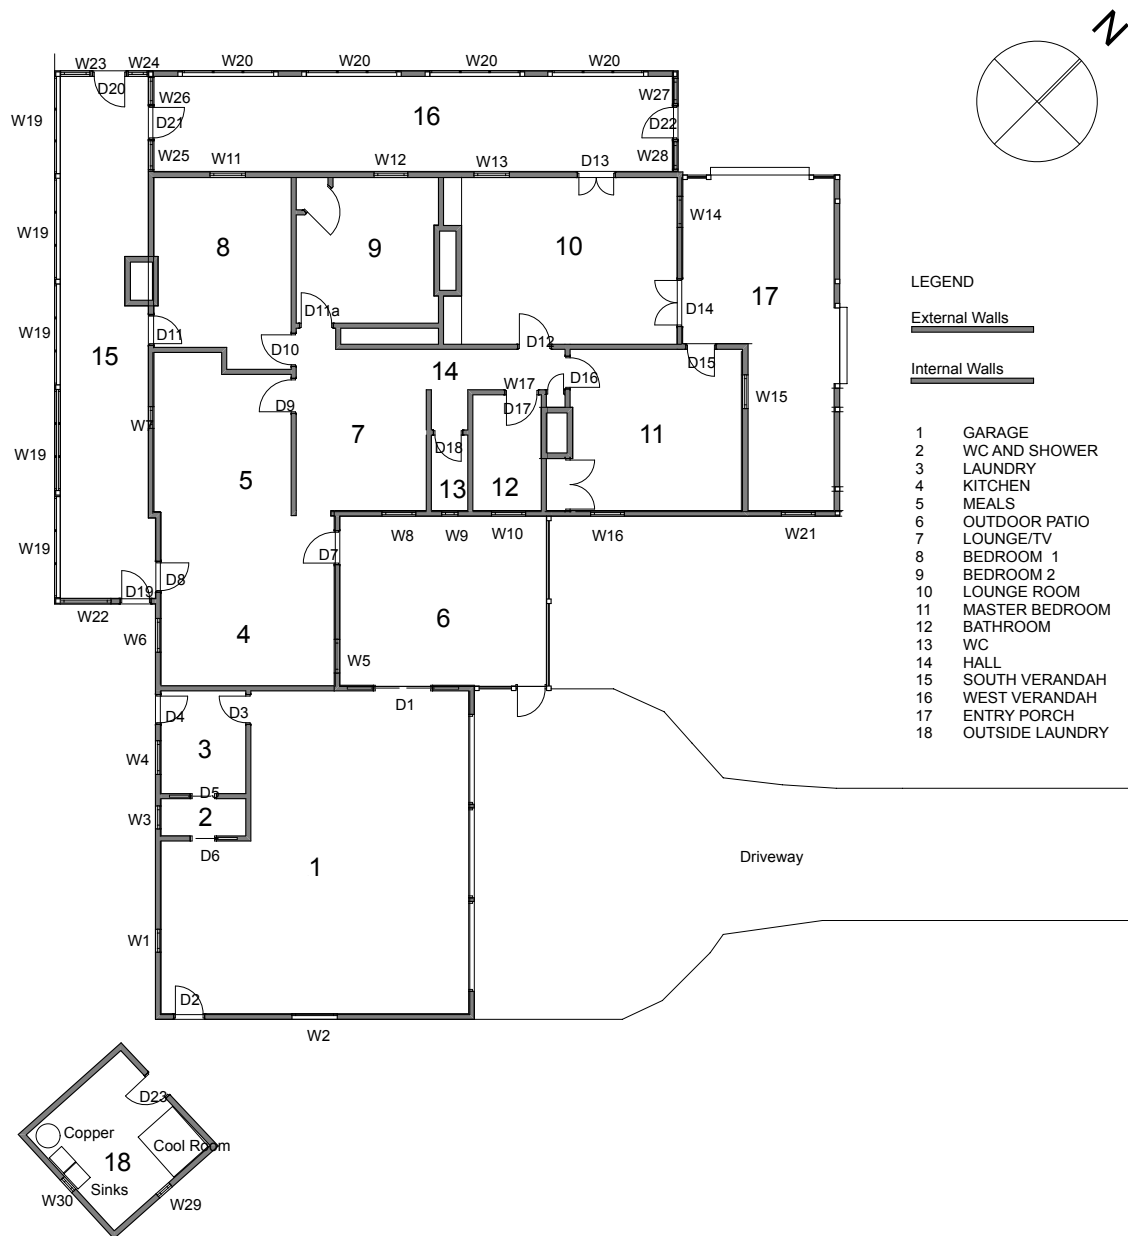 N
W23 W24 W20 W20 W20 W20
D20
W26 W27
W19 D21 16 D22
W25 W28
W11 W12 W13 D13
W14
W19 8 9 10
17
LEGEND
D11a D14
External Walls
W19 D11
D10 D12
15 14 D15
D16
Internal Walls
W17 W15
D9 D17
W7
7 11
D18
W19
5
13 12
W8 W9 W10 W16 W21
W19 D7
D8
D19
W22
6
W6 4
W5
D1
D4 D3
3
W4
D5
W3 2
D6
Driveway
1
W1
D2
W2
1 GARAGE
2 WC AND SHOWER
3 LAUNDRY
4 KITCHEN
5 MEALS
6 OUTDOOR PATIO
7 LOUNGE/TV
8 BEDROOM 1
9 BEDROOM 2
10 LOUNGE ROOM
11 MASTER BEDROOM
12 BATHROOM
13 WC
14 HALL
15 SOUTH VERANDAH
16 WEST VERANDAH
17 ENTRY PORCH
18 OUTSIDE LAUNDRY
D23
Copper
Cool Room
18
Sinks
W30 W29